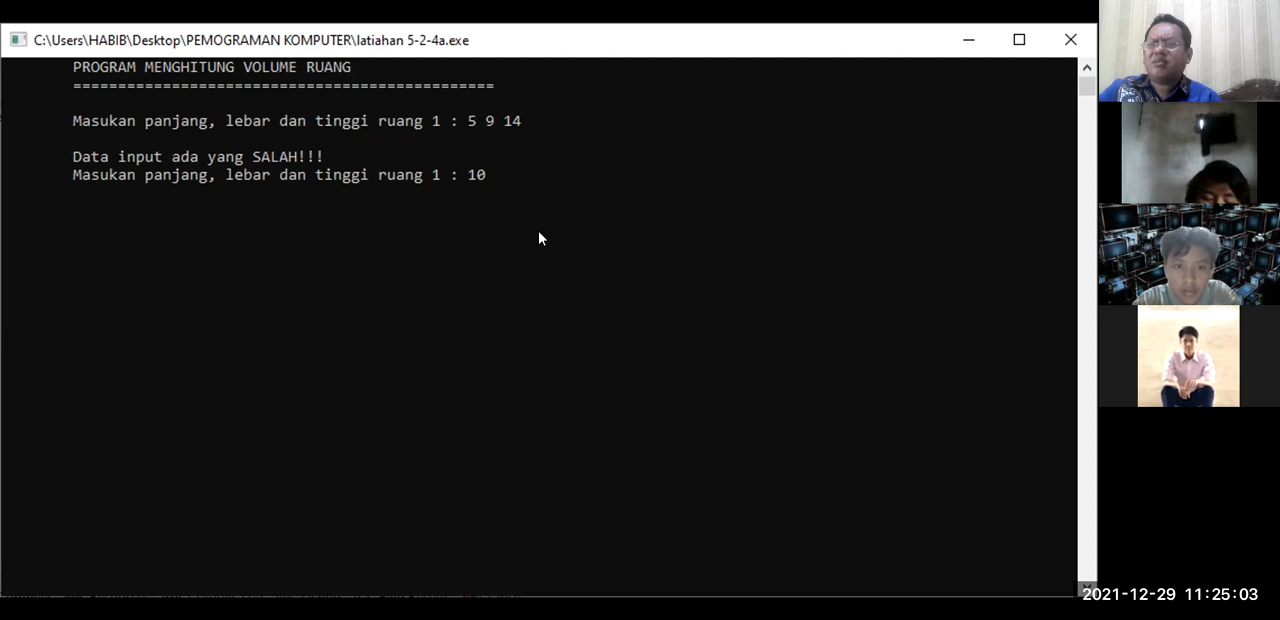 C:\Users\HABIB\Desktop\PEMOGRAMAN KOMPUTER\latiahan 5-2-4a.exe
PROGRAM MENGHITUNG VOLUME RUANG
===============================================
Masukan panjang, lebar dan tinggi ruang 1 : 5 9 14
Data input ada yang SALAH!!!
Masukan panjang, lebar dan tinggi ruang 1 : 10
2021-12-29 11:25:03